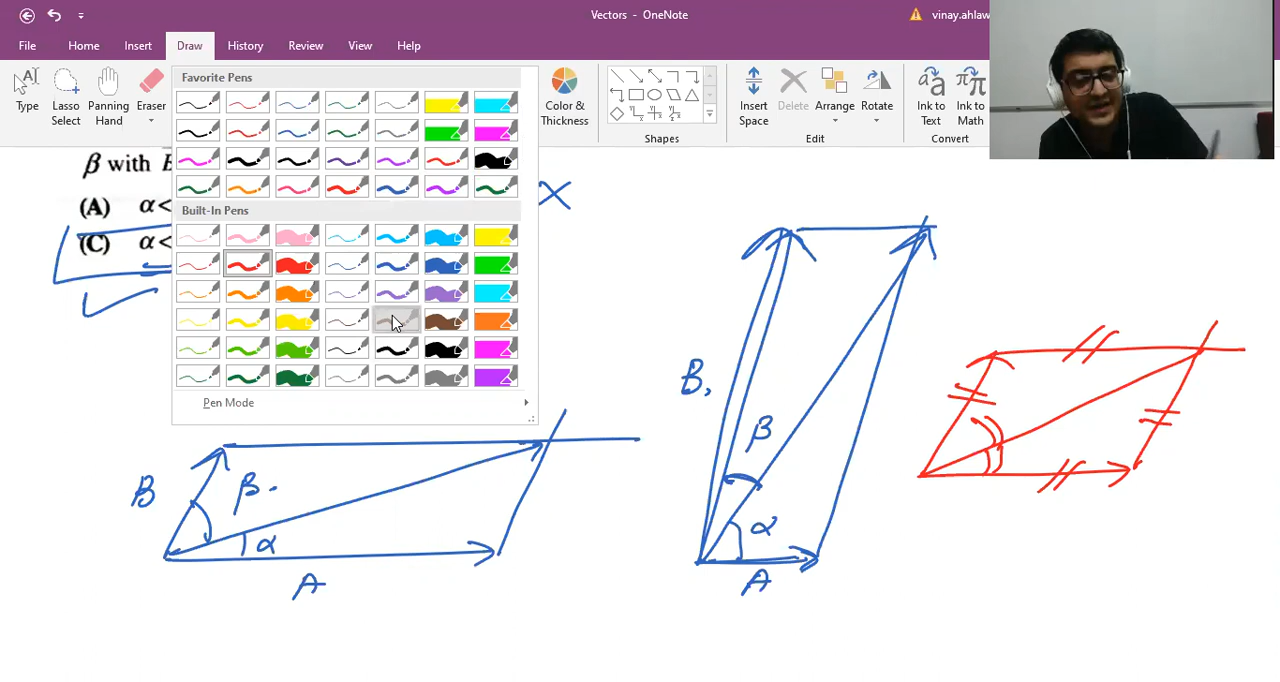 Vectors - OneNote
vinay.ahlaw
File Home Insert Draw History Review View Help
Type
Lasso Select
Panning Hand
Eraser
Favorite Pens
Built-In Pens
Pen Mode
Color & Thickness
Shapes
Insert Space
Delete
Arrange
Rotate
Edit
Ink to Text
Ink to Math
Convert
β with
(A) α<
(C) α<
X
B
β
α
A
B
β
α
A